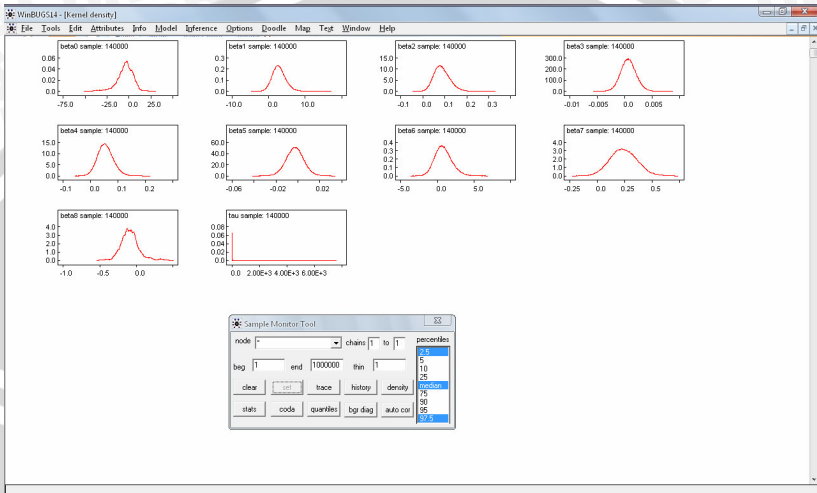 WinBUGS14 - [Kernel density]
File Tools Edit Attributes Info Model Inference Options Doodle Map Text Window Help
beta0 sample: 140000
0.06
0.04
0.02
0.0
-75.0 -25.0 0.0 25.0
beta1 sample: 140000
0.3
0.2
0.1
0.0
-10.0 0.0 10.0
beta2 sample: 140000
15.0
10.0
5.0
0.0
-0.1 0.0 0.1 0.2 0.3
beta3 sample: 140000
300.0
200.0
100.0
0.0
-0.01 -0.005 0.0 0.005
beta4 sample: 140000
15.0
10.0
5.0
0.0
-0.1 0.0 0.1 0.2
beta5 sample: 140000
60.0
40.0
20.0
0.0
-0.06 -0.02 0.0 0.02
beta6 sample: 140000
0.4
0.3
0.2
0.1
0.0
-5.0 0.0 5.0
beta7 sample: 140000
4.0
3.0
2.0
1.0
0.0
-0.25 0.0 0.25 0.5
beta8 sample: 140000
4.0
3.0
2.0
1.0
0.0
-1.0 -0.5 0.0
tau sample: 140000
0.08
0.06
0.04
0.02
0.0
0.0 2.00E+3 4.00E+3 6.00E+3
Sample Monitor Tool
node * chains 1 to 1 percentiles
beg 1 end 1000000 thin 1
clear set trace history density
stats coda quantiles bgr diag auto cor
2.5
5
10
25
median
75
90
95
97.5